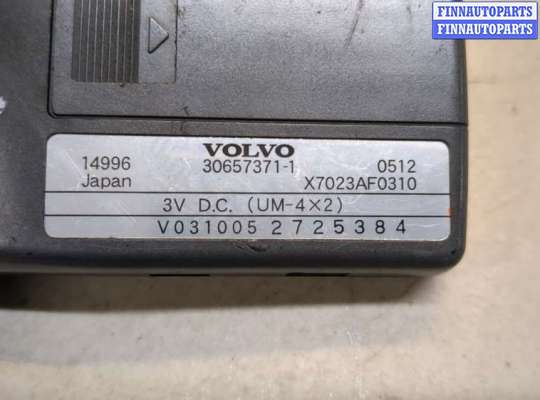 FINNAUTOPARTS
FINNAUTOPARTS
VOLVO
14996 30657371-1 0512
Japan X7023AF0310
3V D.C. (UM-4×2)
V031005 2725384